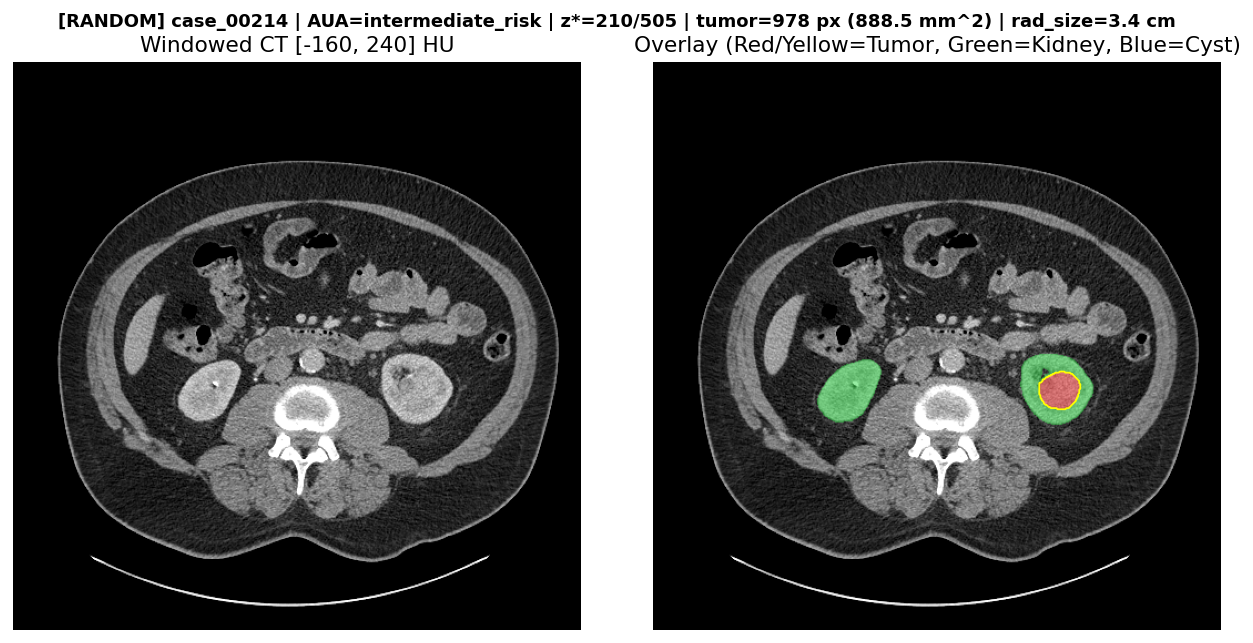 [RANDOM] case_00214 | AUA=intermediate_risk | z*=210/505 | tumor=978 px (888.5 mm^2) | rad_size=3.4 cm
Windowed CT [-160, 240] HU
Overlay (Red/Yellow=Tumor, Green=Kidney, Blue=Cyst)